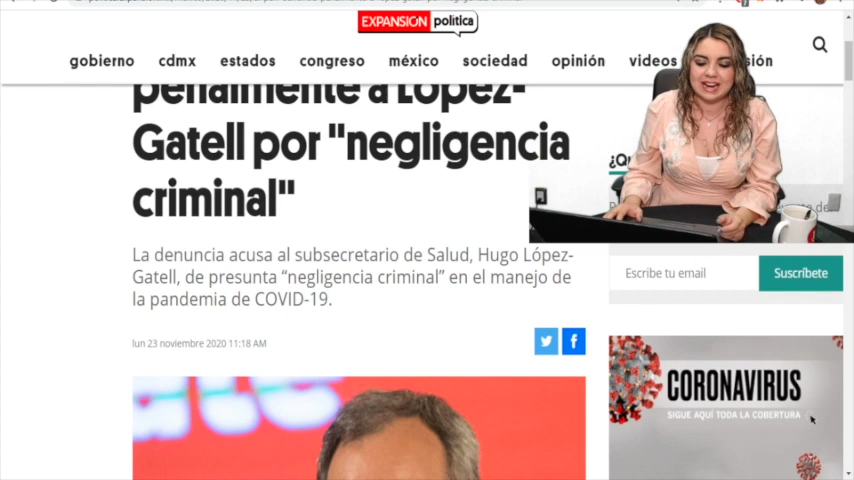 EXPANSIÓN política
gobierno cdmx estados congreso méxico sociedad opinión videos
penalmente a López-
Gatell por "negligencia
criminal"
La denuncia acusa al subsecretario de Salud, Hugo López-
Gatell, de presunta “negligencia criminal” en el manejo de
la pandemia de COVID-19.
lun 23 noviembre 2020 11:18 AM
Escribe tu email
Suscríbete
CORONAVIRUS
SIGUE AQUÍ TODA LA COBERTURA